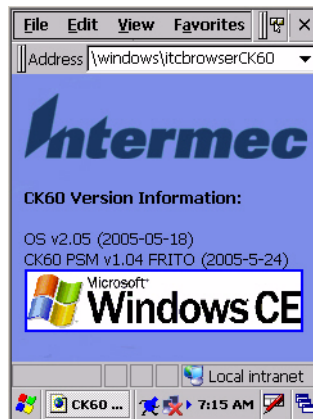 File Edit View Favorites
Address \windows\itcbrowserCK60
Intermec
CK60 Version Information:
OS v2.05 (2005-05-18)
CK60 PSM v1.04 FRITO (2005-5-24)
Microsoft®
Windows CE
Local intranet
CK60 ... 7:15 AM